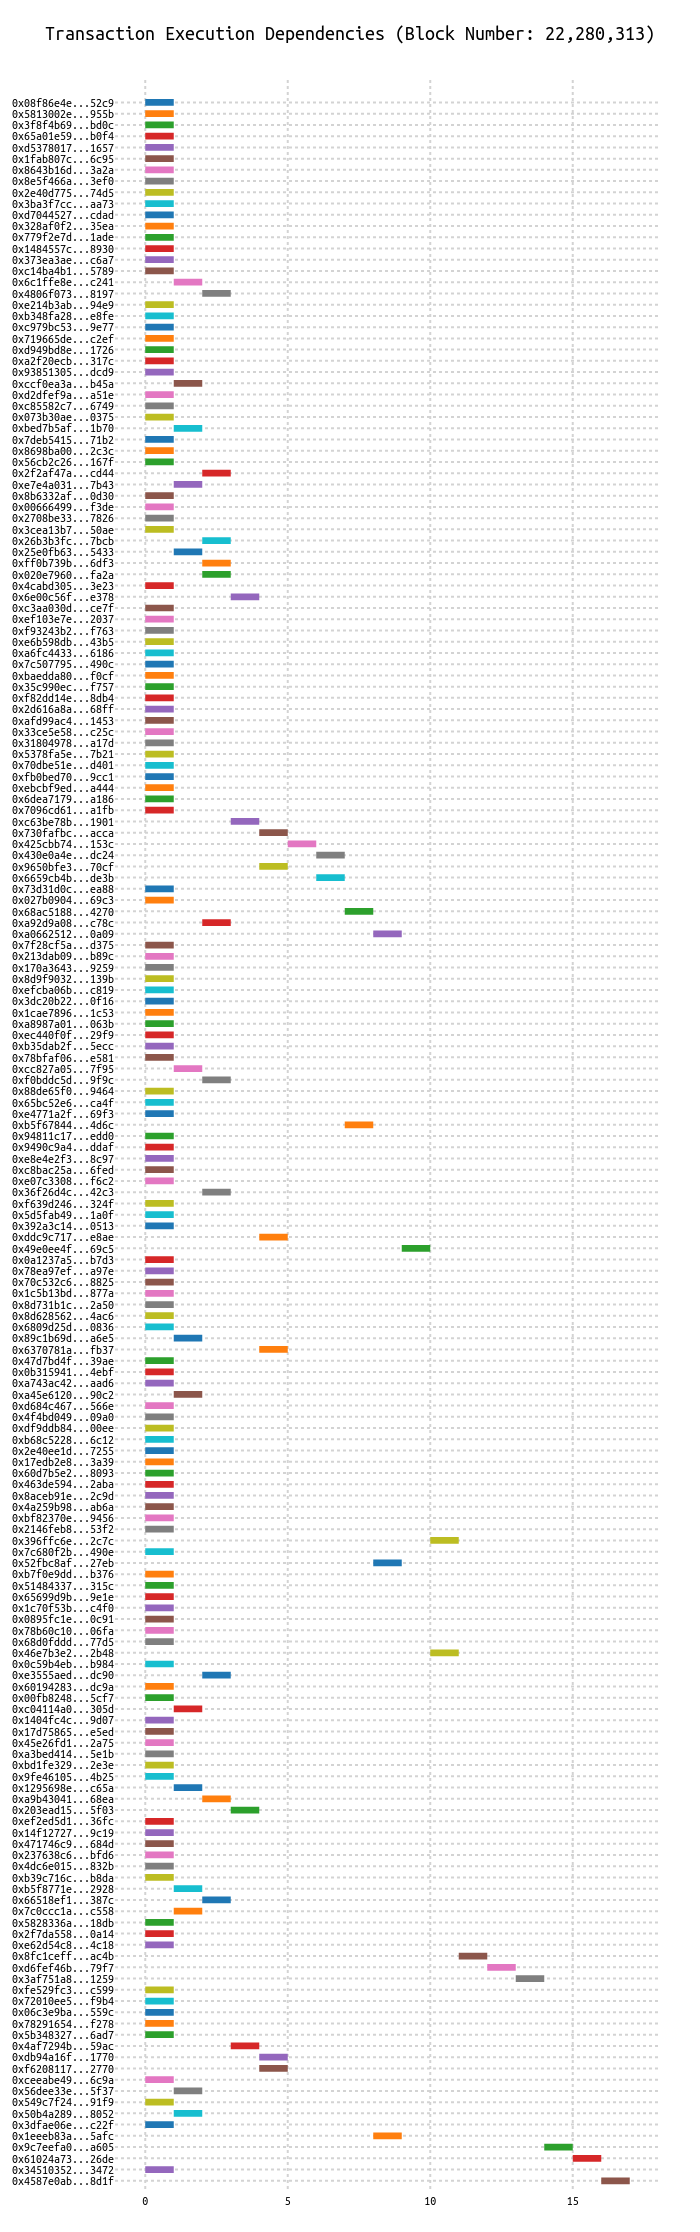 Transaction Execution Dependencies (Block Number: 22,280,313)
0x08f86e4e...52c9
0x5813002e...955b
0x3f8f4b69...bd0c
0x65a01e59...b0f4
0xd5378017...1657
0x1fab807c...6c95
0x8643b16d...3a2a
0x8e5f466a...3ef0
0x2e40d775...74d5
0x3ba3f7cc...aa73
0xd7044527...cdad
0x328af0f2...35ea
0x779f2e7d...1ade
0x1484557c...8930
0x373ea3ae...c6a7
0xc14ba4b1...5789
0x6c1ffe8e...c241
0x4806f073...8197
0xe214b3ab...94e9
0xb348fa28...e8fe
0xc979bc53...9e77
0x719665de...c2ef
0xd949bd8e...1726
0xa2f20ecb...317c
0x93851305...dcd9
0xccf0ea3a...b45a
0xd2dfef9a...a51e
0xc85582c7...6749
0x073b30ae...0375
0xbed7b5af...1b70
0x7deb5415...71b2
0x8698ba00...2c3c
0x56cb2c26...167f
0x2f2af47a...cd44
0xe7e4a031...7b43
0x8b6332af...0d30
0x00666499...f3de
0x2708be33...7826
0x3cea13b7...50ae
0x26b3b3fc...7bcb
0x25e0fb63...5433
0xff0b739b...6df3
0x020e7960...fa2a
0x4cabd305...3e23
0x6e00c56f...e378
0xc3aa030d...ce7f
0xef103e7e...2037
0xf93243b2...f763
0xe6b598db...43b5
0xa6fc4433...6186
0x7c507795...490c
0xbaedda80...f0cf
0x35c990ec...f757
0xf82dd14e...8db4
0x2d616a8a...68ff
0xafd99ac4...1453
0x33ce5e58...c25c
0x31804978...a17d
0x5378fa5e...7b21
0x70dbe51e...d401
0xfb0bed70...9cc1
0xebcbf9ed...a444
0x6dea7179...a186
0x7096cd61...a1fb
0xc63be78b...1901
0x730fafbc...acca
0x425cbb74...153c
0x430e0a4e...dc24
0x9650bfe3...70cf
0x6659cb4b...de3b
0x73d31d0c...ea88
0x027b0904...69c3
0x68ac5188...4270
0xa92d9a08...c78c
0xa0662512...0a09
0x7f28cf5a...d375
0x213dab09...b89c
0x170a3643...9259
0x8d9f9032...139b
0xefcba06b...c819
0x3dc20b22...0f16
0x1cae7896...1c53
0xa8987a01...063b
0xec440f0f...29f9
0xb35dab2f...5ecc
0x78bfaf06...e581
0xcc827a05...7f95
0xf0bddc5d...9f9c
0x88de65f0...9464
0x65bc52e6...ca4f
0xe4771a2f...69f3
0xb5f67844...4d6c
0x94811c17...edd0
0x9490c9a4...ddaf
0xe8e4e2f3...8c97
0xc8bac25a...6fed
0xe07c3308...f6c2
0x36f26d4c...42c3
0xf639d246...324f
0x5d5fab49...1a0f
0x392a3c14...0513
0xddc9c717...e8ae
0x49e0ee4f...69c5
0x0a1237a5...b7d3
0x78ea97ef...a97e
0x70c532c6...8825
0x1c5b13bd...877a
0x8d731b1c...2a50
0x8d628562...4ac6
0x6809d25d...0836
0x89c1b69d...a6e5
0x6370781a...fb37
0x47d7bd4f...39ae
0x0b315941...4ebf
0xa743ac42...aad6
0xa45e6120...90c2
0xd684c467...566e
0x4f4bd049...09a0
0xdf9ddb84...00ee
0xb68c5228...6c12
0x2e40ee1d...7255
0x17edb2e8...3a39
0x60d7b5e2...8093
0x463de594...2aba
0x8aceb91e...2c9d
0x4a259b98...ab6a
0xbf82370e...9456
0x2146feb8...53f2
0x396ffc6e...2c7c
0x7c680f2b...490e
0x52fbc8af...27eb
0xb7f0e9dd...b376
0x51484337...315c
0x65699d9b...9e1e
0x1c70f53b...c4f0
0x0895fc1e...0c91
0x78b60c10...06fa
0x68d0fddd...77d5
0x46e7b3e2...2b48
0x0c59b4eb...b984
0xe3555aed...dc90
0x60194283...dc9a
0x00fb8248...5cf7
0xc04114a0...305d
0x1404fc4c...9d07
0x17d75865...e5ed
0x45e26fd1...2a75
0xa3bed414...5e1b
0xbd1fe329...2e3e
0x9fe46105...4b25
0x1295698e...c65a
0xa9b43041...68ea
0x203ead15...5f03
0xef2ed5d1...36fc
0x14f12727...9c19
0x471746c9...684d
0x237638c6...bfd6
0x4dc6e015...832b
0xb39c716c...b8da
0xb5f8771e...2928
0x66518ef1...387c
0x7c0ccc1a...c558
0x5828336a...18db
0x2f7da558...0a14
0xe62d54c8...4c18
0x8fc1ceff...ac4b
0xd6fef46b...79f7
0x3af751a8...1259
0xfe529fc3...c599
0x72010ee5...f9b4
0x06c3e9ba...559c
0x78291654...f278
0x5b348327...6ad7
0x4af7294b...59ac
0xdb94a16f...1770
0xf6208117...2770
0xceeabe49...6c9a
0x56dee33e...5f37
0x549c7f24...91f9
0x50b4a289...8052
0x3dfae06e...c22f
0x1eeeb83a...5afc
0x9c7eefa0...a605
0x61024a73...26de
0x34510352...3472
0x4587e0ab...8d1f
0 5 10 15